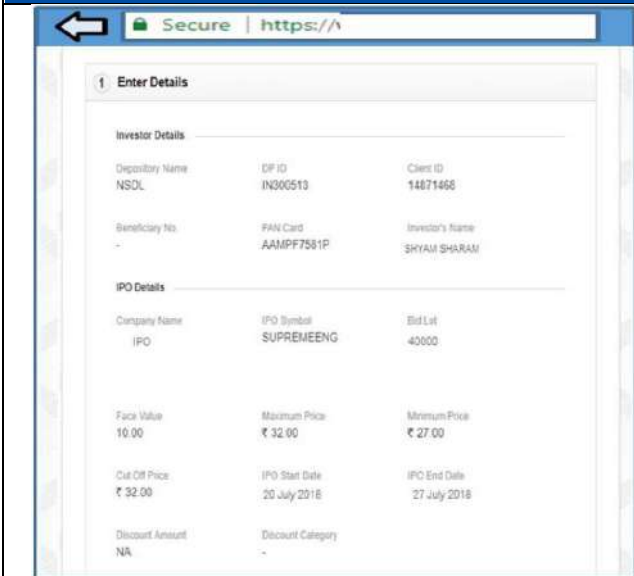 Secure | https://
1 Enter Details
Investor Details
Depository Name DP ID Client ID
NSDL IN300513 14871468
Beneficiary No. PAN Card Investor's Name
- AAMPF7581P SHYAM SHARAM
IPO Details
Company Name IPO Symbol Bid Lot
IPO SUPREMEENG 40000
Face Value Maximum Price Minimum Price
10.00 ₹ 32.00 ₹ 27.00
Cut Off Price IPO Start Date IPO End Date
₹ 32.00 20 July 2018 27 July 2018
Discount Amount Discount Category
NA -